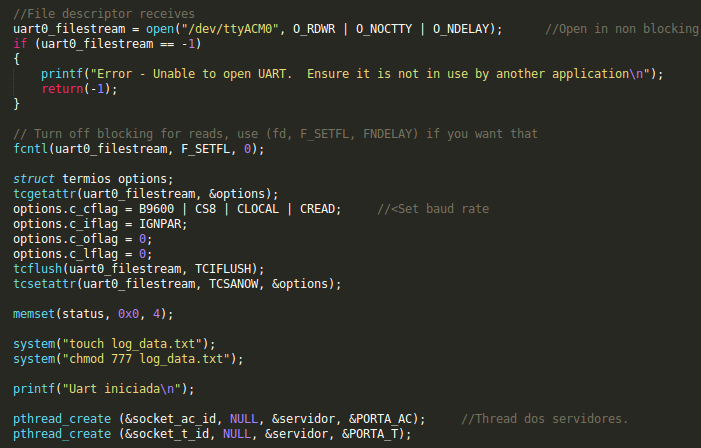 //File descriptor receives
uart0_filestream = open("/dev/ttyACM0", O_RDWR | O_NOCTTY | O_NDELAY);      //Open in non blocking
if (uart0_filestream == -1)
{
    printf("Error - Unable to open UART.  Ensure it is not in use by another application\n");
    return(-1);
}

// Turn off blocking for reads, use (fd, F_SETFL, FNDELAY) if you want that
fcntl(uart0_filestream, F_SETFL, 0);

struct termios options;
tcgetattr(uart0_filestream, &options);
options.c_cflag = B9600 | CS8 | CLOCAL | CREAD;     //<Set baud rate
options.c_iflag = IGNPAR;
options.c_oflag = 0;
options.c_lflag = 0;
tcflush(uart0_filestream, TCIFLUSH);
tcsetattr(uart0_filestream, TCSANOW, &options);

memset(status, 0x0, 4);

system("touch log_data.txt");
system("chmod 777 log_data.txt");

printf("Uart iniciada\n");

pthread_create (&socket_ac_id, NULL, &servidor, &PORTA_AC);     //Thread dos servidores.
pthread_create (&socket_t_id, NULL, &servidor, &PORTA_T);